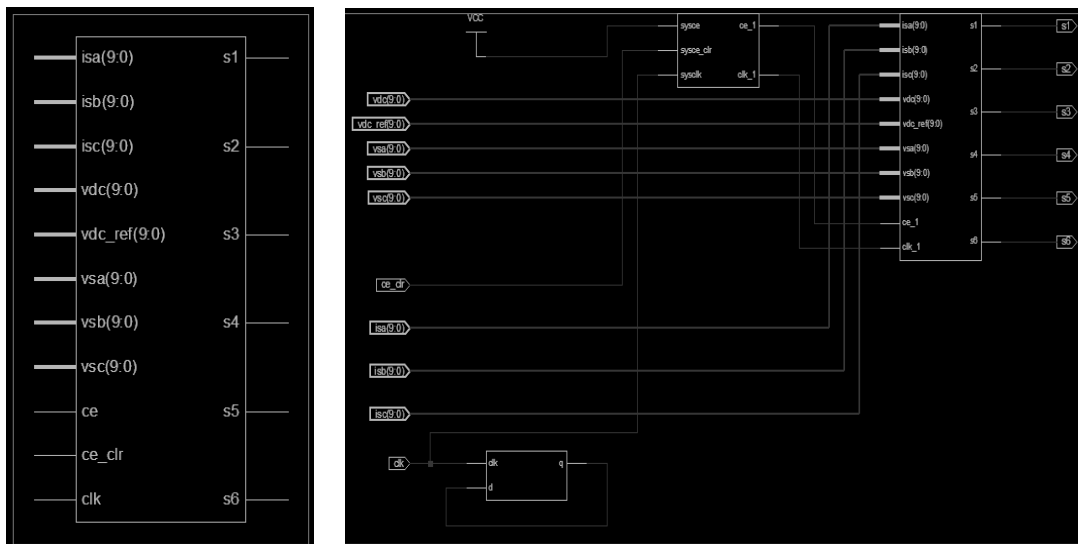 isa(9:0) s1
isb(9:0)
isc(9:0) s2
vdc(9:0)
vdc_ref(9:0) s3
vsa(9:0)
vsb(9:0) s4
vsc(9:0)
ce s5
ce_clr
clk s6
VCC
sysce ce_1
sysce_clr
sysclk clk_1
isa(9:0) s1
isb(9:0)
isc(9:0) s2
vdc(9:0)
vdc_ref(9:0) s3
vsa(9:0) s4
vsb(9:0)
vsc(9:0) s5
ce_1
clk_1 s6
s1
s2
s3
s4
s5
s6
vdc(9:0)
vdc_ref(9:0)
vsa(9:0)
vsb(9:0)
vsc(9:0)
ce_clr
isa(9:0)
isb(9:0)
isc(9:0)
clk
clk q
d